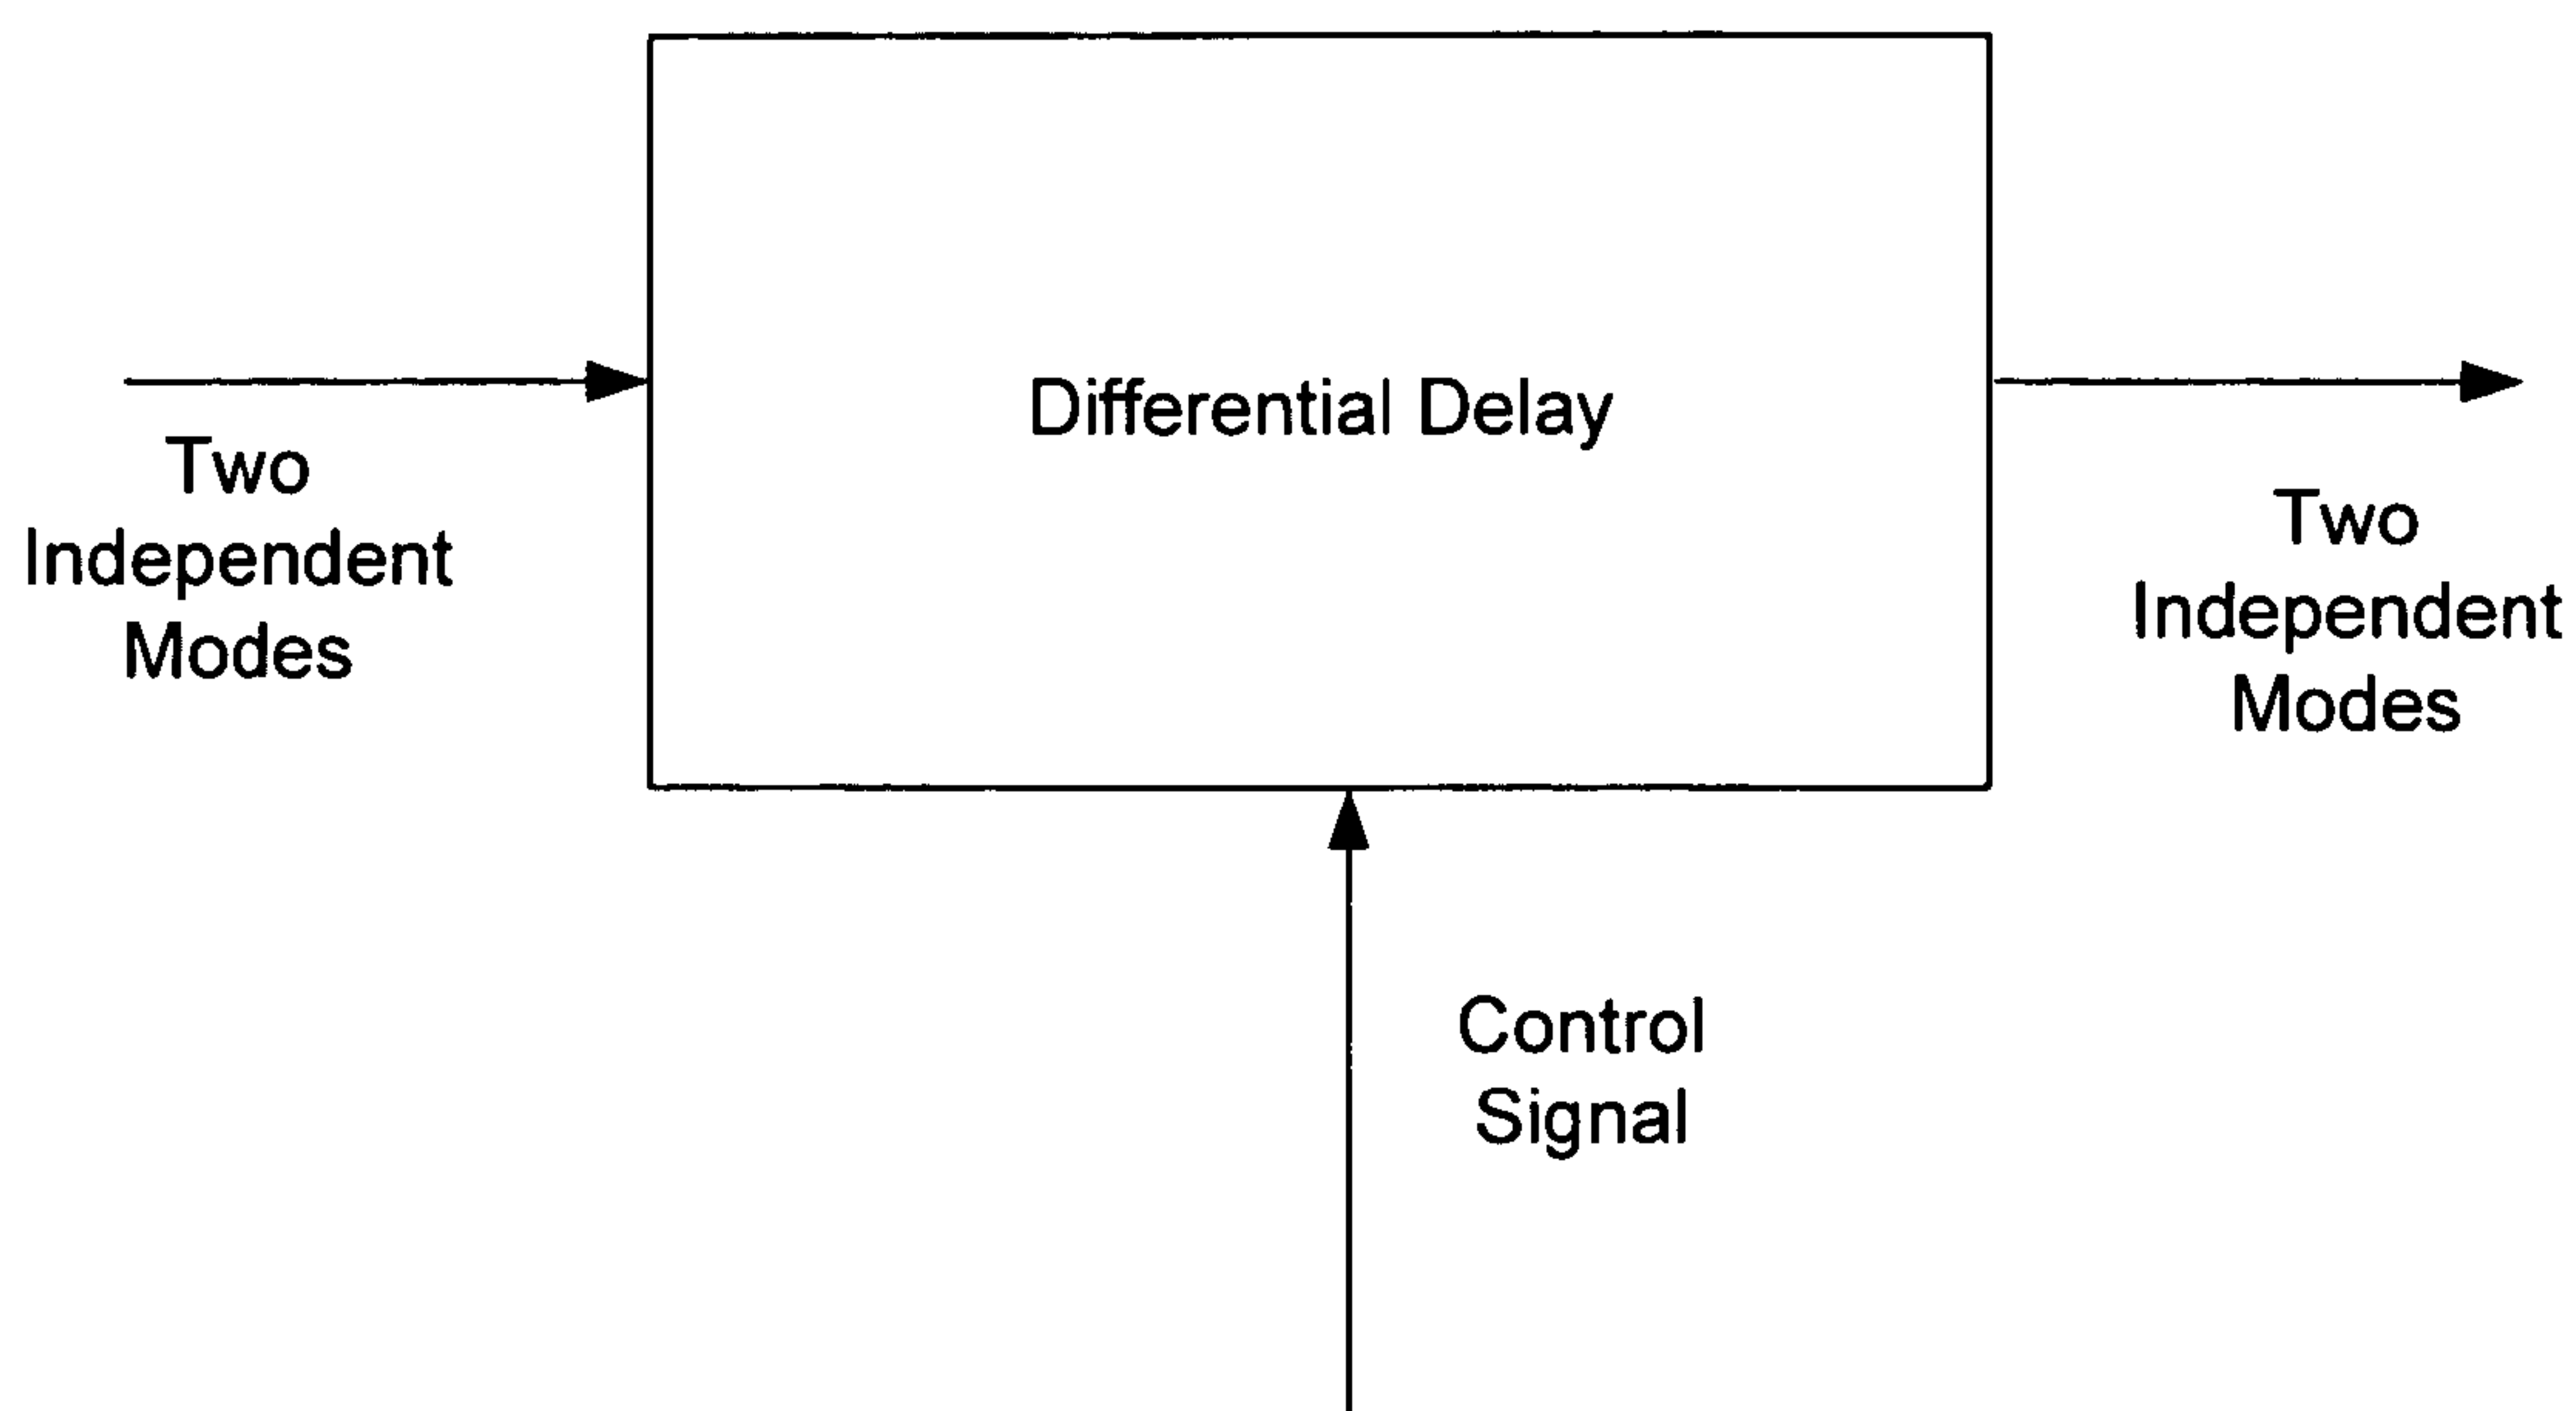 Differential Delay
Two
Independent
Modes
Two
Independent
Modes
Control
Signal